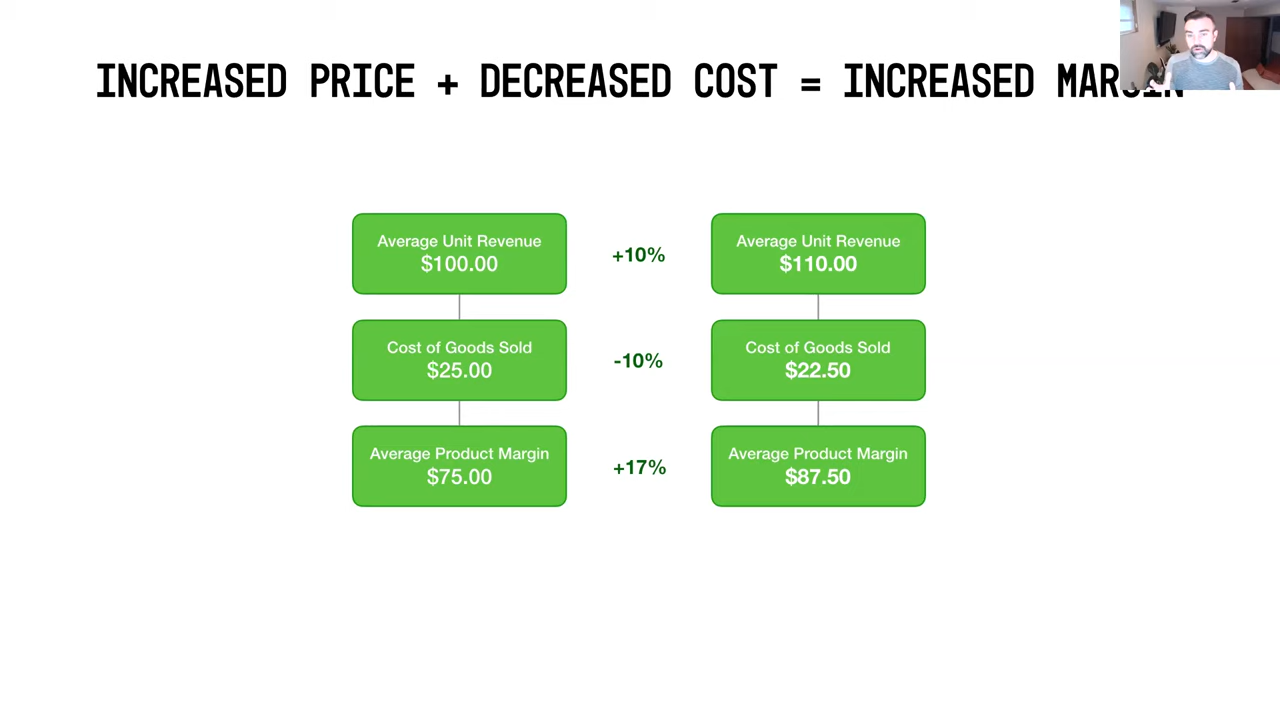 INCREASED PRICE + DECREASED COST = INCREASED MARGIN
Average Unit Revenue
$100.00
+10%
Average Unit Revenue
$110.00
Cost of Goods Sold
$25.00
-10%
Cost of Goods Sold
$22.50
Average Product Margin
$75.00
+17%
Average Product Margin
$87.50